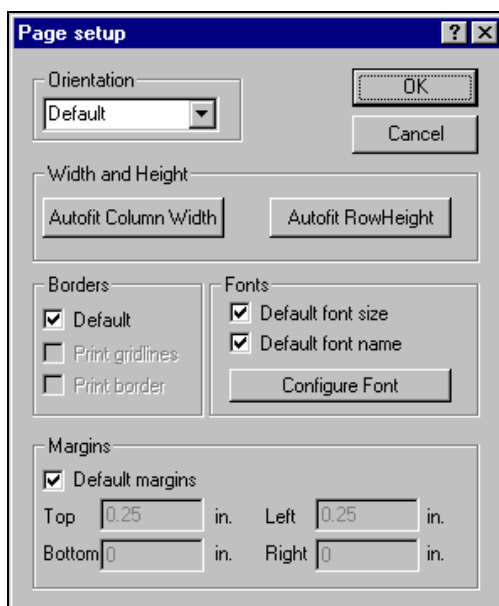 Page setup
Orientation
Default
OK
Cancel
Width and Height
Autofit Column Width Autofit RowHeight
Borders Fonts
Default Default font size
Print gridlines Default font name
Print border Configure Font
Margins
Default margins
Top 0.25 in. Left 0.25 in.
Bottom 0 in. Right 0 in.